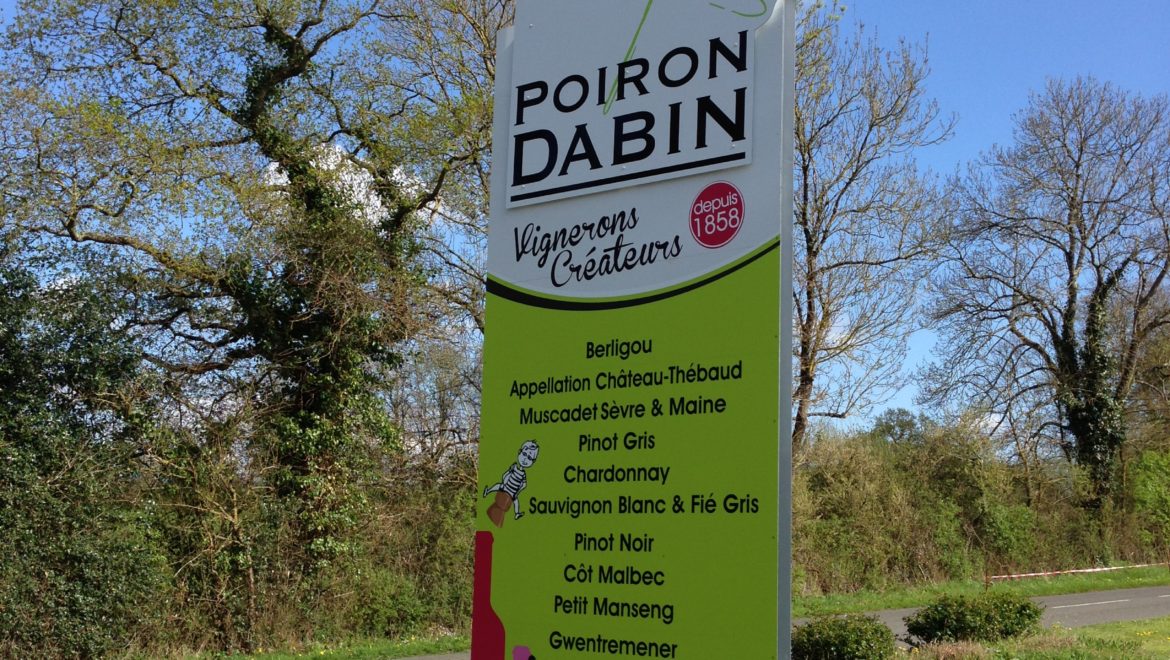 POIRON
DABIN
Vignerons
Créateurs
depuis
1858
Berligou
Appellation Château-Thébaud
Muscadet Sèvre & Maine
Pinot Gris
Chardonnay
Sauvignon Blanc & Fié Gris
Pinot Noir
Côt Malbec
Petit Manseng
Gwentremener